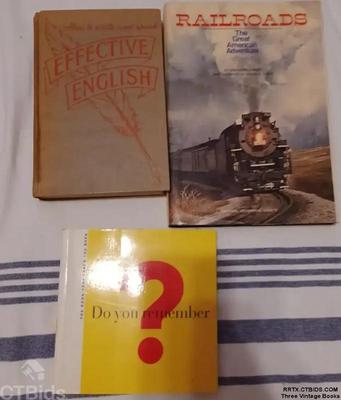 EFFECTIVE
ENGLISH
RAILROADS
The
Great
American
Adventure
Do you remember
?
CTBids
RRTX.CTBIDS.COM
Three Vintage Books